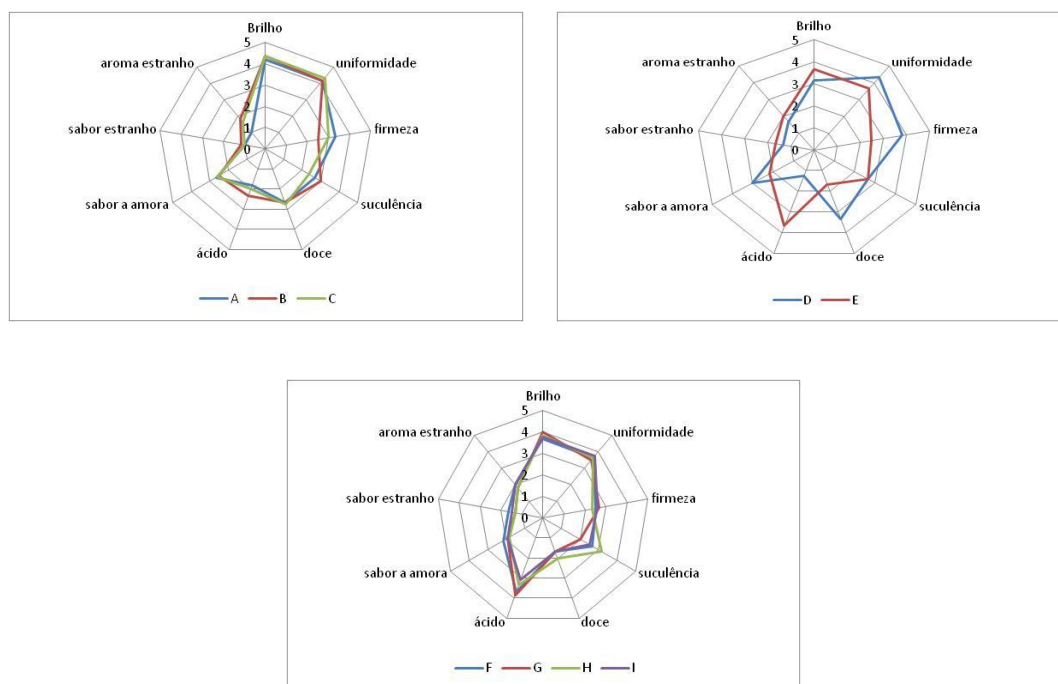 Brilho
5
aroma estranho
4
uniformidade
3
2
sabor estranho
1
firmeza
0
sabor a amora
suculência
ácido
doce
A B C
Brilho
5
aroma estranho
4
uniformidade
3
2
sabor estranho
1
firmeza
0
sabor a amora
suculência
ácido
doce
D E
Brilho
5
aroma estranho
4
uniformidade
3
2
sabor estranho
1
firmeza
0
sabor a amora
suculência
ácido
doce
F G H I